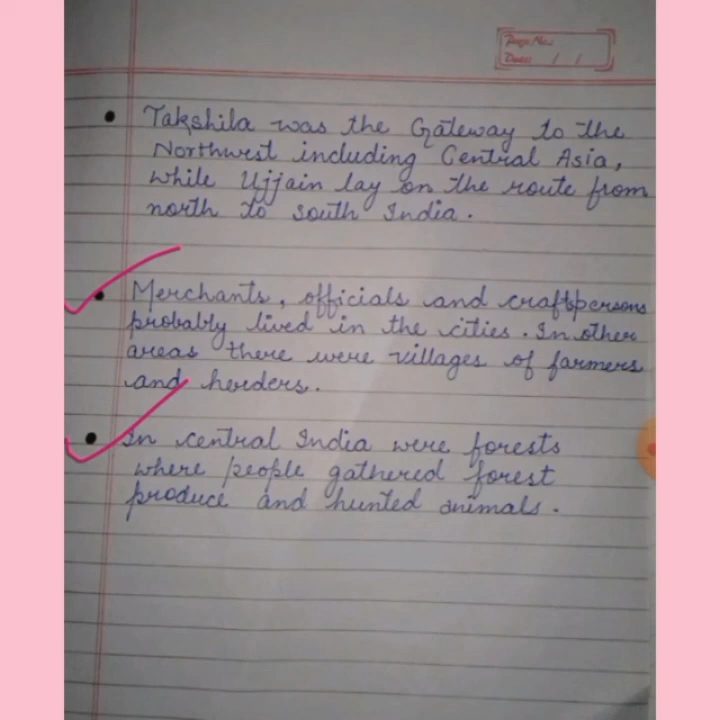 Page No.:
Date: / /
• Takshila was the Gateway to the
Northwest including Central Asia,
while Ujjain lay on the route from
north to south India.
• Merchants, officials and craftspersons
probably lived in the cities. In other
areas there were villages of farmers
and herders.
• In central India were forests
where people gathered forest
produce and hunted animals.